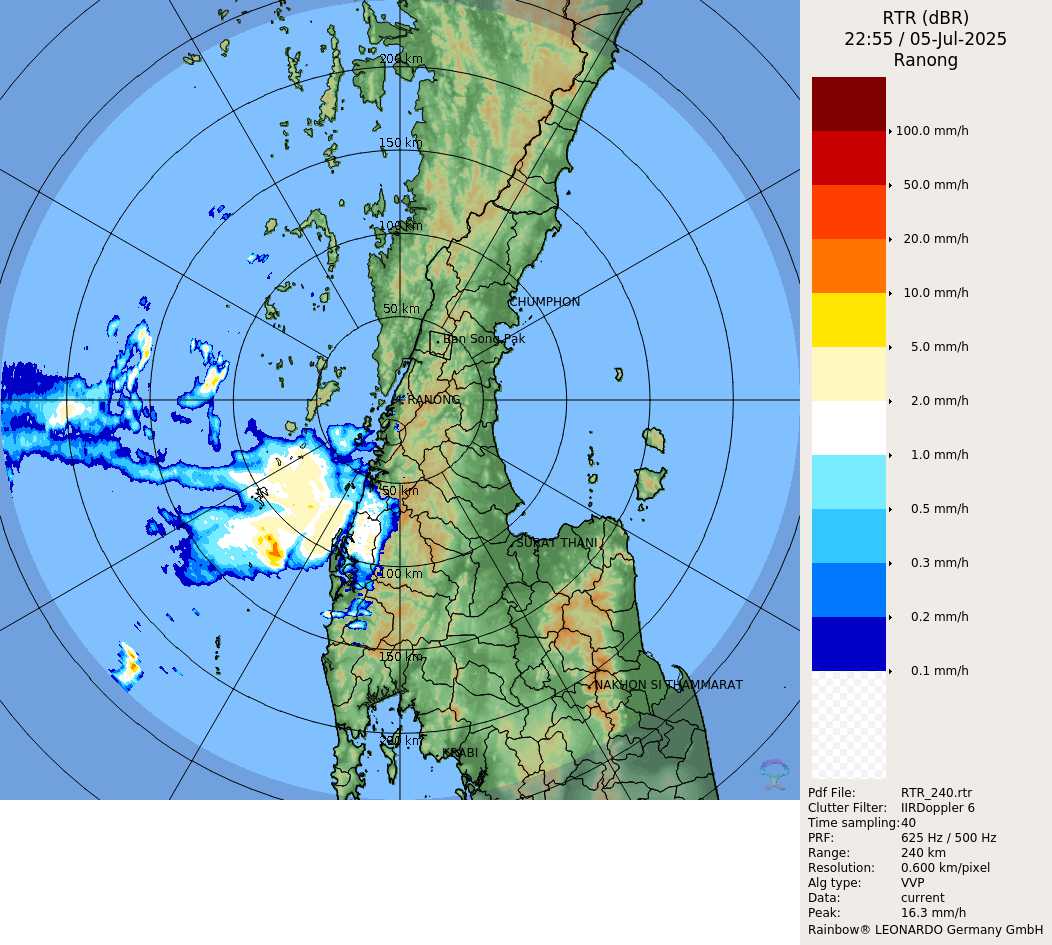 RTR (dBR)
22:55 / 05-Jul-2025
Ranong
200 km
150 km
100 km
50 km
CHUMPHON
Ban Song Pak
RANONG
50 km
SURAT THANI
100 km
150 km
NAKHON SI THAMMARAT
200 km
KRABI
100.0 mm/h
50.0 mm/h
20.0 mm/h
10.0 mm/h
5.0 mm/h
2.0 mm/h
1.0 mm/h
0.5 mm/h
0.3 mm/h
0.2 mm/h
0.1 mm/h
Pdf File: RTR_240.rtr
Clutter Filter: IIRDoppler 6
Time sampling:40
PRF: 625 Hz / 500 Hz
Range: 240 km
Resolution: 0.600 km/pixel
Alg type: VVP
Data: current
Peak: 16.3 mm/h
Rainbow® LEONARDO Germany GmbH